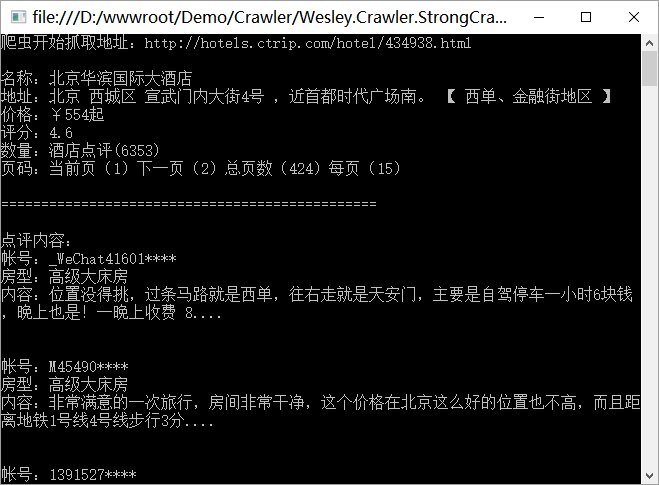 file:///D:/wwwroot/Demo/Crawler/Wesley.Crawler.StrongCra...
爬虫开始抓取地址：http://hotels.ctrip.com/hotel/434938.html
名称：北京华滨国际大酒店
地址：北京 西城区 宣武门内大街4号 ，近首都时代广场南。 【 西单、金融街地区 】
价格：￥554起
评分：4.6
数量：酒店点评(6353)
页码：当前页（1）下一页（2）总页数（424）每页（15）
===============================================
点评内容：
帐号：_WeChat41601****
房型：高级大床房
内容：位置没得挑，过条马路就是西单，往右走就是天安门，主要是自驾停车一小时6块钱
，晚上也是！一晚上收费 8....
帐号：M45490****
房型：高级大床房
内容：非常满意的一次旅行，房间非常干净，这个价格在北京这么好的位置也不高，而且距
离地铁1号线4号线步行3分....
帐号：1391527****